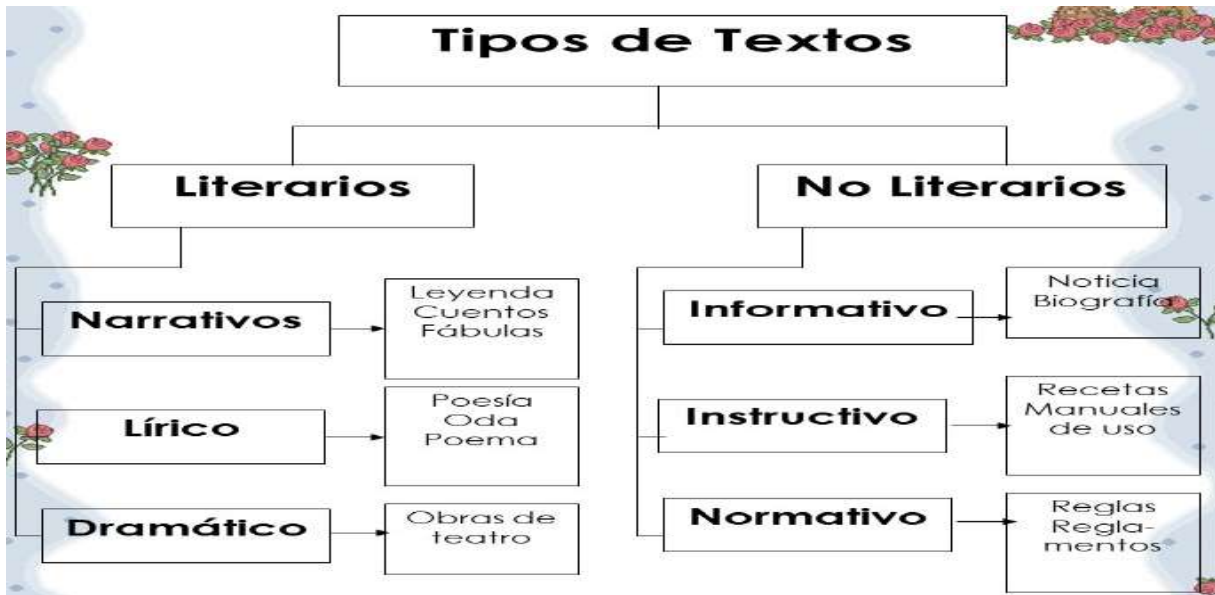 Tipos de Textos
Literarios
No Literarios
Narrativos
Leyenda
Cuentos
Fábulas
Lírico
Poesía
Oda
Poema
Dramático
Obras de
teatro
Informativo
Noticia
Biografía
Instructivo
Recetas
Manuales
de uso
Normativo
Reglas
Regla-
mentos